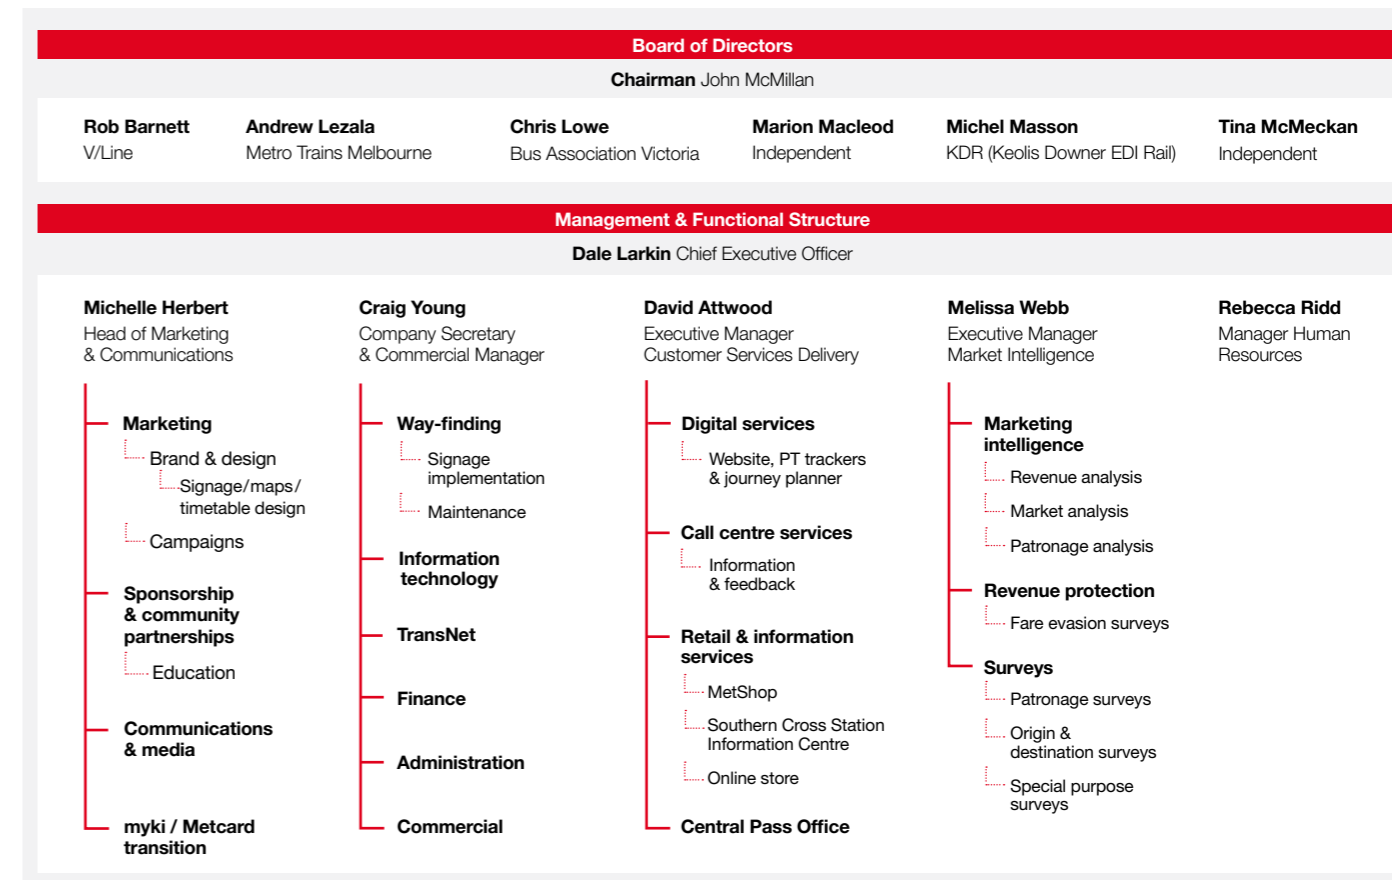 Board of Directors
Chairman John McMillan
Rob Barnett
V/Line
Andrew Lezala
Metro Trains Melbourne
Chris Lowe
Bus Association Victoria
Marion Macleod
Independent
Michel Masson
KDR (Keolis Downer EDI Rail)
Tina McMeckan
Independent
Management & Functional Structure
Dale Larkin Chief Executive Officer
Michelle Herbert
Head of Marketing
& Communications
Marketing
Brand & design
Signage/maps/
timetable design
Campaigns
Sponsorship
& community
partnerships
Education
Communications
& media
myki / Metcard
transition
Craig Young
Company Secretary
& Commercial Manager
Way-finding
Signage
implementation
Maintenance
Information
technology
TransNet
Finance
Administration
Commercial
David Attwood
Executive Manager
Customer Services Delivery
Digital services
Website, PT trackers
& journey planner
Call centre services
Information
& feedback
Retail & information
services
MetShop
Southern Cross Station
Information Centre
Online store
Central Pass Office
Melissa Webb
Executive Manager
Market Intelligence
Marketing
intelligence
Revenue analysis
Market analysis
Patronage analysis
Revenue protection
Fare evasion surveys
Surveys
Patronage surveys
Origin &
destination surveys
Special purpose
surveys
Rebecca Ridd
Manager Human
Resources